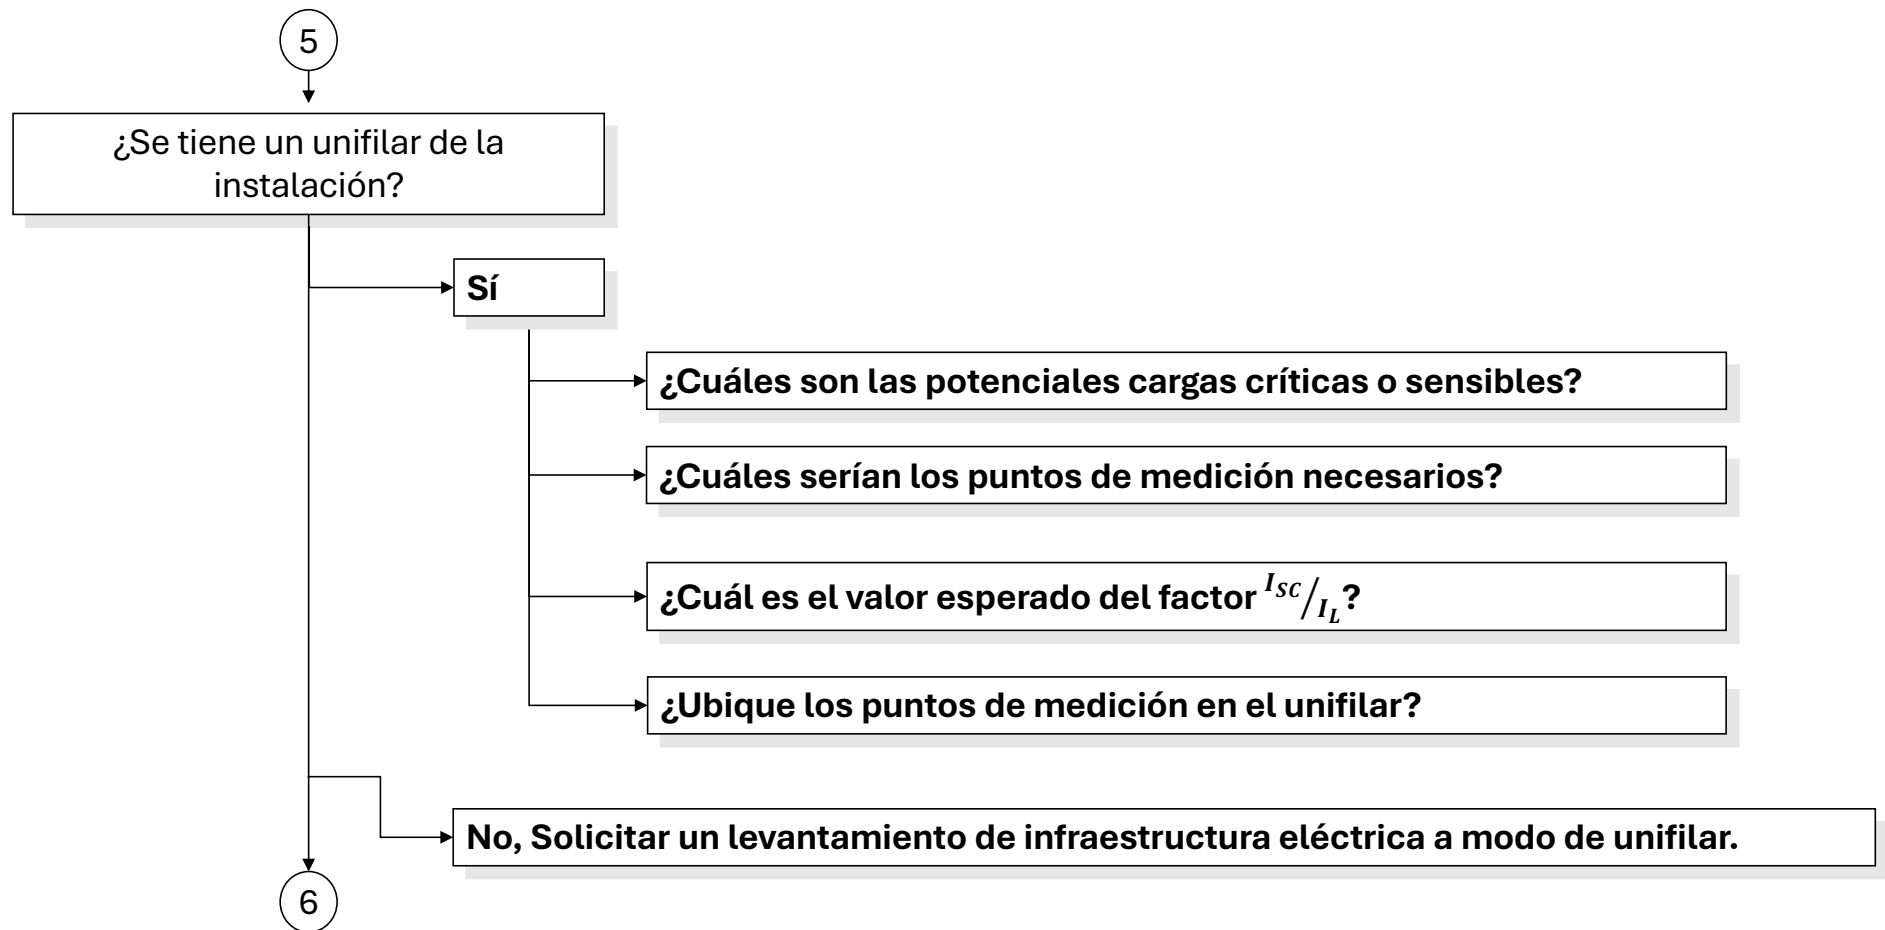 5
¿Se tiene un unifilar de la
instalación?
Sí
¿Cuáles son las potenciales cargas críticas o sensibles?
¿Cuáles serían los puntos de medición necesarios?
¿Cuál es el valor esperado del factor I_SC/I_L?
¿Ubique los puntos de medición en el unifilar?
No, Solicitar un levantamiento de infraestructura eléctrica a modo de unifilar.
6